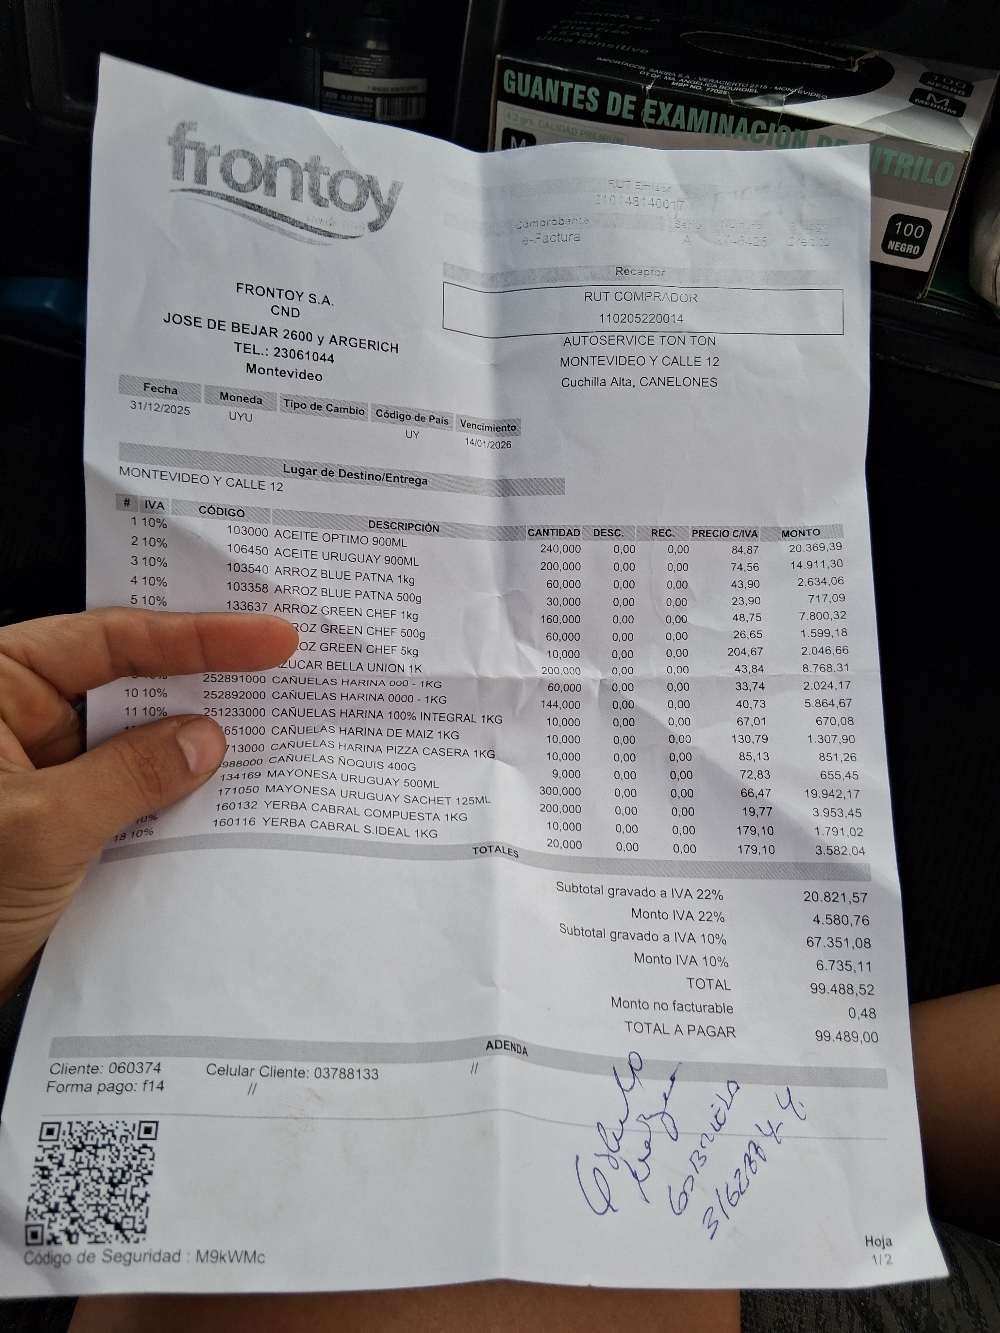 IMPORTADOR: SAKIRA S.A. - VERACIERTO 2715 - MONTEVIDEO
GUANTES DE EXAMINACIÓN DE NITRILO
CALIDAD PREMIUM
M
M
MEDIUM
100
NEGRO
frontoy
RUT Emisor
210148140017
Comprobante
e-Factura A Crédito
Receptor
RUT COMPRADOR
110205220014
AUTOSERVICE TON TON
MONTEVIDEO Y CALLE 12
Cuchilla Alta, CANELONES
FRONTOY S.A.
CND
JOSE DE BEJAR 2600 y ARGERICH
TEL.: 23061044
Montevideo
Fecha Moneda Tipo de Cambio Código de País Vencimiento
31/12/2025 UYU UY 14/01/2026
Lugar de Destino/Entrega
MONTEVIDEO Y CALLE 12
# IVA CÓDIGO DESCRIPCIÓN CANTIDAD DESC. REC. PRECIO C/IVA MONTO
1 10% 103000 ACEITE OPTIMO 900ML 240,000 0,00 0,00 84,87 20.369,39
2 10% 106450 ACEITE URUGUAY 900ML 200,000 0,00 0,00 74,56 14.911,30
3 10% 103540 ARROZ BLUE PATNA 1kg 60,000 0,00 0,00 43,90 2.634,06
4 10% 103358 ARROZ BLUE PATNA 500g 30,000 0,00 0,00 23,90 717,09
5 10% 133637 ARROZ GREEN CHEF 1kg 160,000 0,00 0,00 48,75 7.800,32
ROZ GREEN CHEF 500g 60,000 0,00 0,00 26,65 1.599,18
OZ GREEN CHEF 5kg 10,000 0,00 0,00 204,67 2.046,66
ZUCAR BELLA UNION 1K 200,000 0,00 0,00 43,84 8.768,31
252891000 CAÑUELAS HARINA 000 - 1KG 60,000 0,00 0,00 33,74 2.024,17
10 10% 252892000 CAÑUELAS HARINA 0000 - 1KG 144,000 0,00 0,00 40,73 5.864,67
11 10% 251233000 CAÑUELAS HARINA 100% INTEGRAL 1KG 10,000 0,00 0,00 67,01 670,08
651000 CAÑUELAS HARINA DE MAIZ 1KG 10,000 0,00 0,00 130,79 1.307,90
713000 CAÑUELAS HARINA PIZZA CASERA 1KG 10,000 0,00 0,00 85,13 851,26
988000 CAÑUELAS ÑOQUIS 400G 9,000 0,00 0,00 72,83 655,45
134169 MAYONESA URUGUAY 500ML 300,000 0,00 0,00 66,47 19.942,17
171050 MAYONESA URUGUAY SACHET 125ML 200,000 0,00 0,00 19,77 3.953,45
10% 160132 YERBA CABRAL COMPUESTA 1KG 10,000 0,00 0,00 179,10 1.791,02
18 10% 160116 YERBA CABRAL S.IDEAL 1KG 20,000 0,00 0,00 179,10 3.582,04
TOTALES
Subtotal gravado a IVA 22% 20.821,57
Monto IVA 22% 4.580,76
Subtotal gravado a IVA 10% 67.351,08
Monto IVA 10% 6.735,11
TOTAL 99.488,52
Monto no facturable 0,48
TOTAL A PAGAR 99.489,00
ADENDA
Cliente: 060374 Celular Cliente: 03788133 //
Forma pago: f14 //
Código de Seguridad : M9kWMc
Hoja
1/2